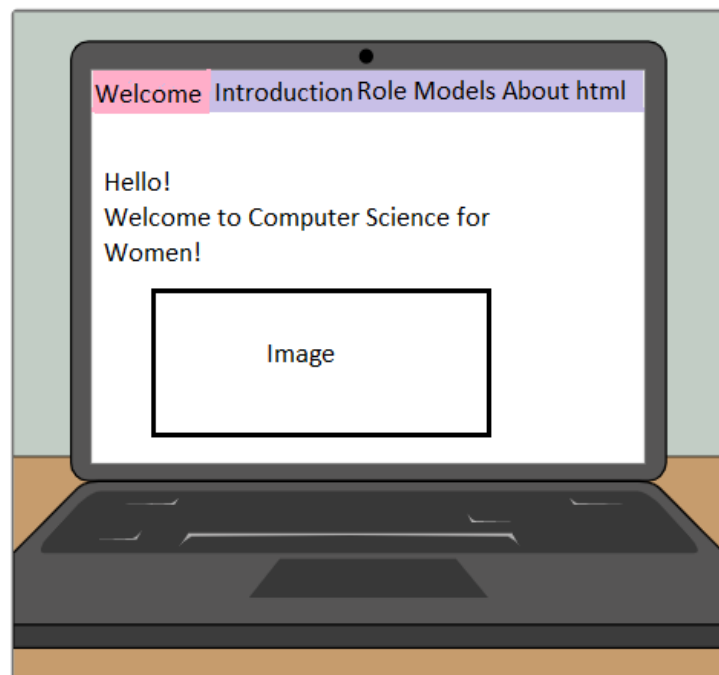 Welcome Introduction Role Models About html
Hello!
Welcome to Computer Science for
Women!
Image